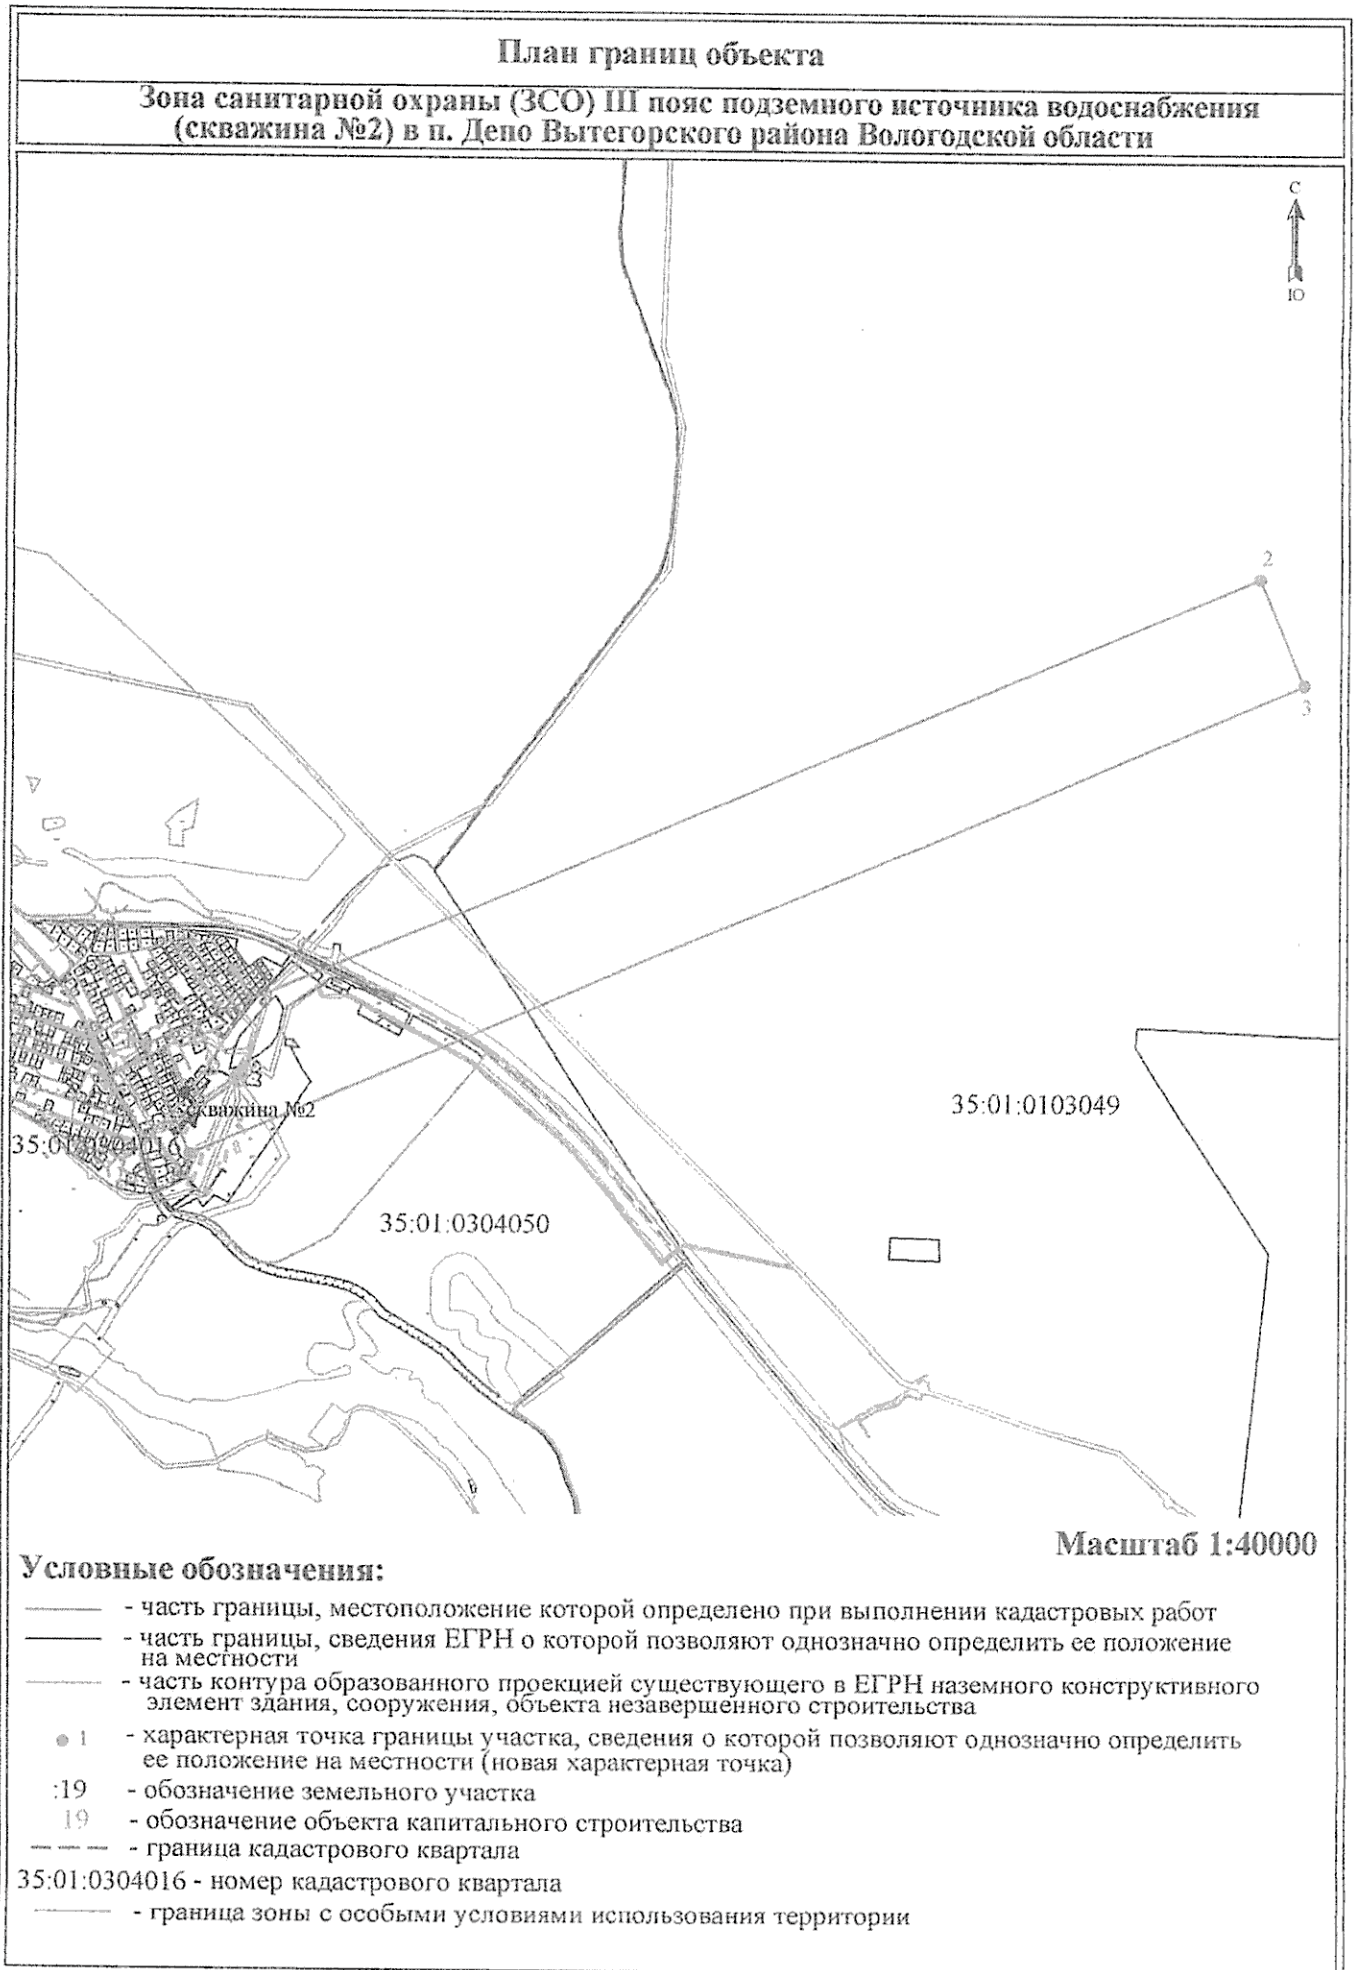 План границ объекта
Зона санитарной охраны (ЗСО) III пояс подземного источника водоснабжения
(скважина №2) в п. Депо Вытегорского района Вологодской области
С
Ю
2
3
скважина №2
35:01:0103049
35:01:0304016
35:01:0304050
Масштаб 1:40000
Условные обозначения:
- часть границы, местоположение которой определено при выполнении кадастровых работ
- часть границы, сведения ЕГРН о которой позволяют однозначно определить ее положение
на местности
- часть контура образованного проекцией существующего в ЕГРН наземного конструктивного
элемент здания, сооружения, объекта незавершенного строительства
1 - характерная точка границы участка, сведения о которой позволяют однозначно определить
ее положение на местности (новая характерная точка)
:19 - обозначение земельного участка
19 - обозначение объекта капитального строительства
- граница кадастрового квартала
35:01:0304016 - номер кадастрового квартала
- граница зоны с особыми условиями использования территории